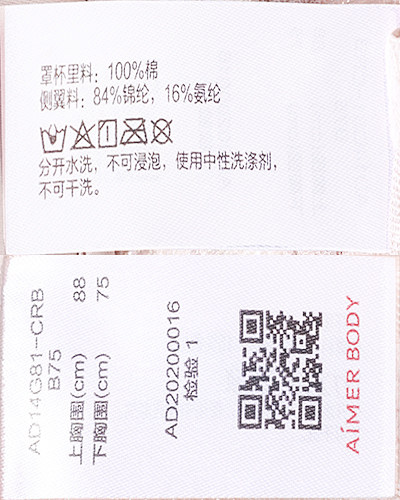 罩杯里料：100%棉
侧翼料：84%锦纶，16%氨纶
分开水洗，不可浸泡，使用中性洗涤剂，
不可干洗。
AD14G81--CRB
B75
上胸围(cm) 88
下胸围(cm) 75
AD20200016
检验 1
AiMER BODY